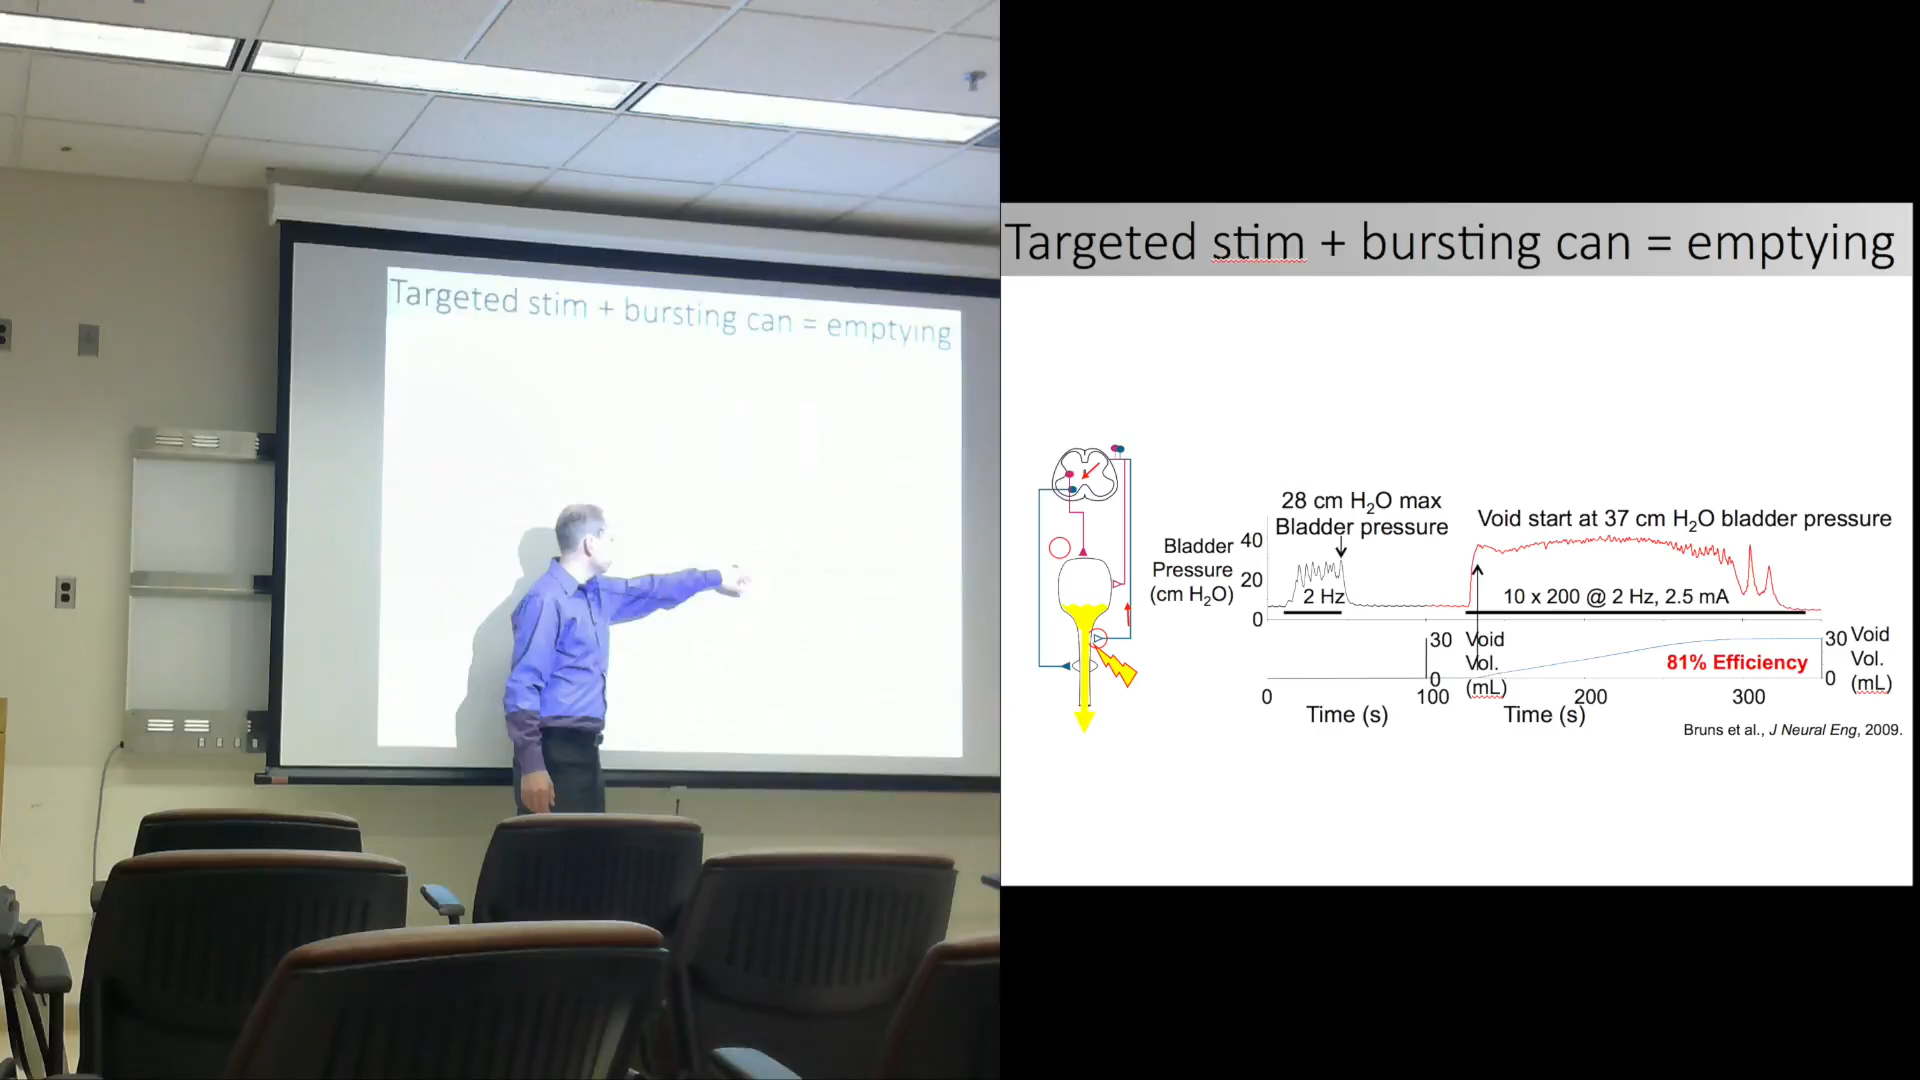 Targeted stim + bursting can = emptying
Targeted stim + bursting can = emptying
28 cm H₂O max
Bladder pressure
Void start at 37 cm H₂O bladder pressure
Bladder
Pressure
(cm H₂O)
40
20
0
2 Hz
10 x 200 @ 2 Hz, 2.5 mA
30
Void
Vol.
(mL)
0
81% Efficiency
30
0
Void
Vol.
(mL)
0
100
200
300
Time (s)
Time (s)
Bruns et al., J Neural Eng, 2009.